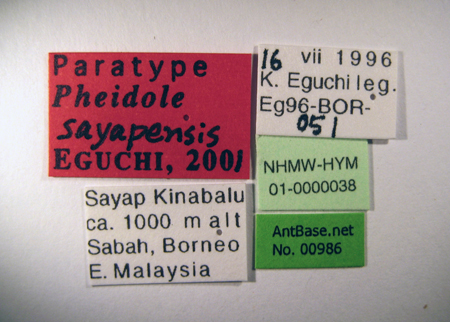 Paratype
Pheidole
sayapensis
EGUCHI, 2001
16 vii 1996
K. Eguchi leg.
Eg96-BOR-
051
NHMW-HYM
01-0000038
Sayap Kinabalu
ca. 1000 m alt
Sabah, Borneo
E. Malaysia
AntBase.net
No. 00986